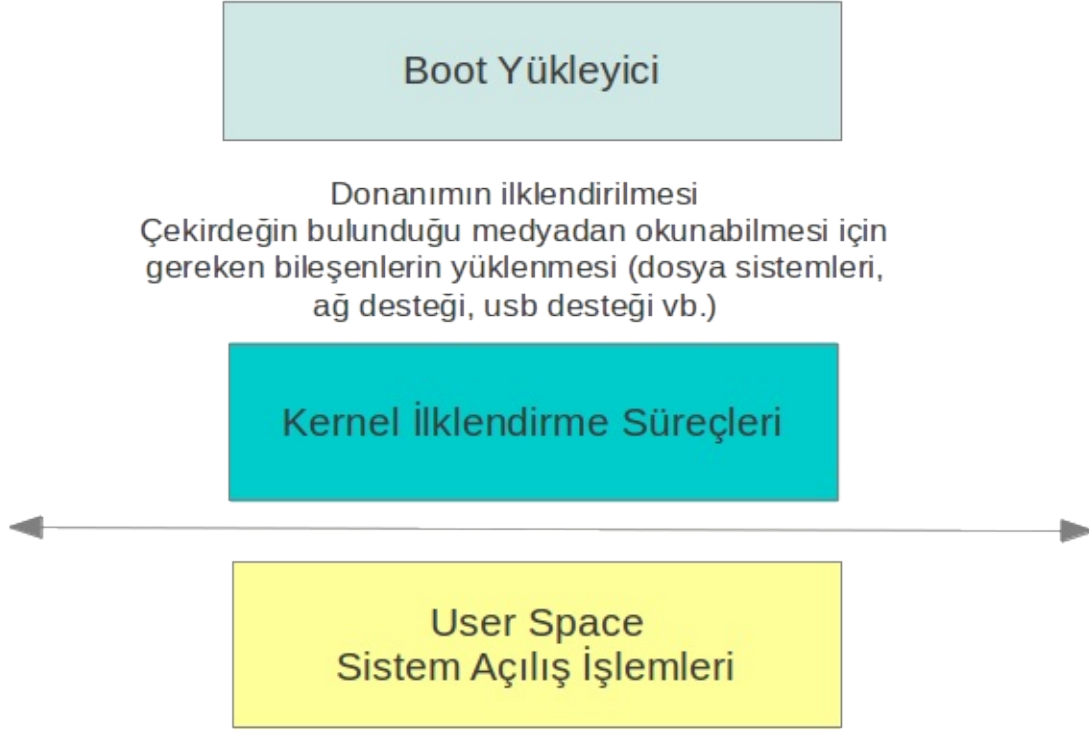 Boot Yükleyici
Donanımın ilklendirilmesi
Çekirdeğin bulunduğu medyadan okunabilmesi için
gereken bileşenlerin yüklenmesi (dosya sistemleri,
ağ desteği, usb desteği vb.)
Kernel İlklendirme Süreçleri
User Space
Sistem Açılış İşlemleri